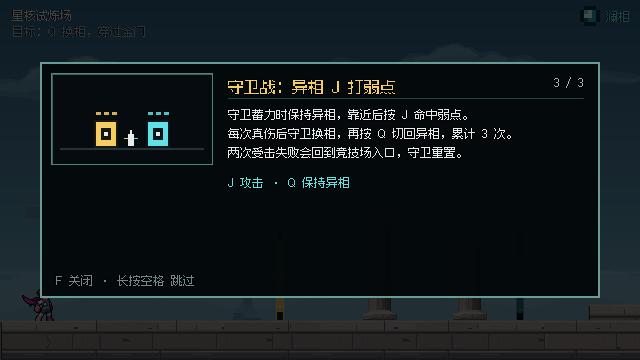 星核试炼场
目标: Q 换相, 穿过金门
澜相
守卫战: 异相 J 打弱点
3 / 3
守卫蓄力时保持异相, 靠近后按 J 命中弱点。
每次真伤后守卫换相, 再按 Q 切回异相, 累计 3 次。
两次受击失败会回到竞技场入口, 守卫重置。
J 攻击 · Q 保持异相
F 关闭 · 长按空格 跳过